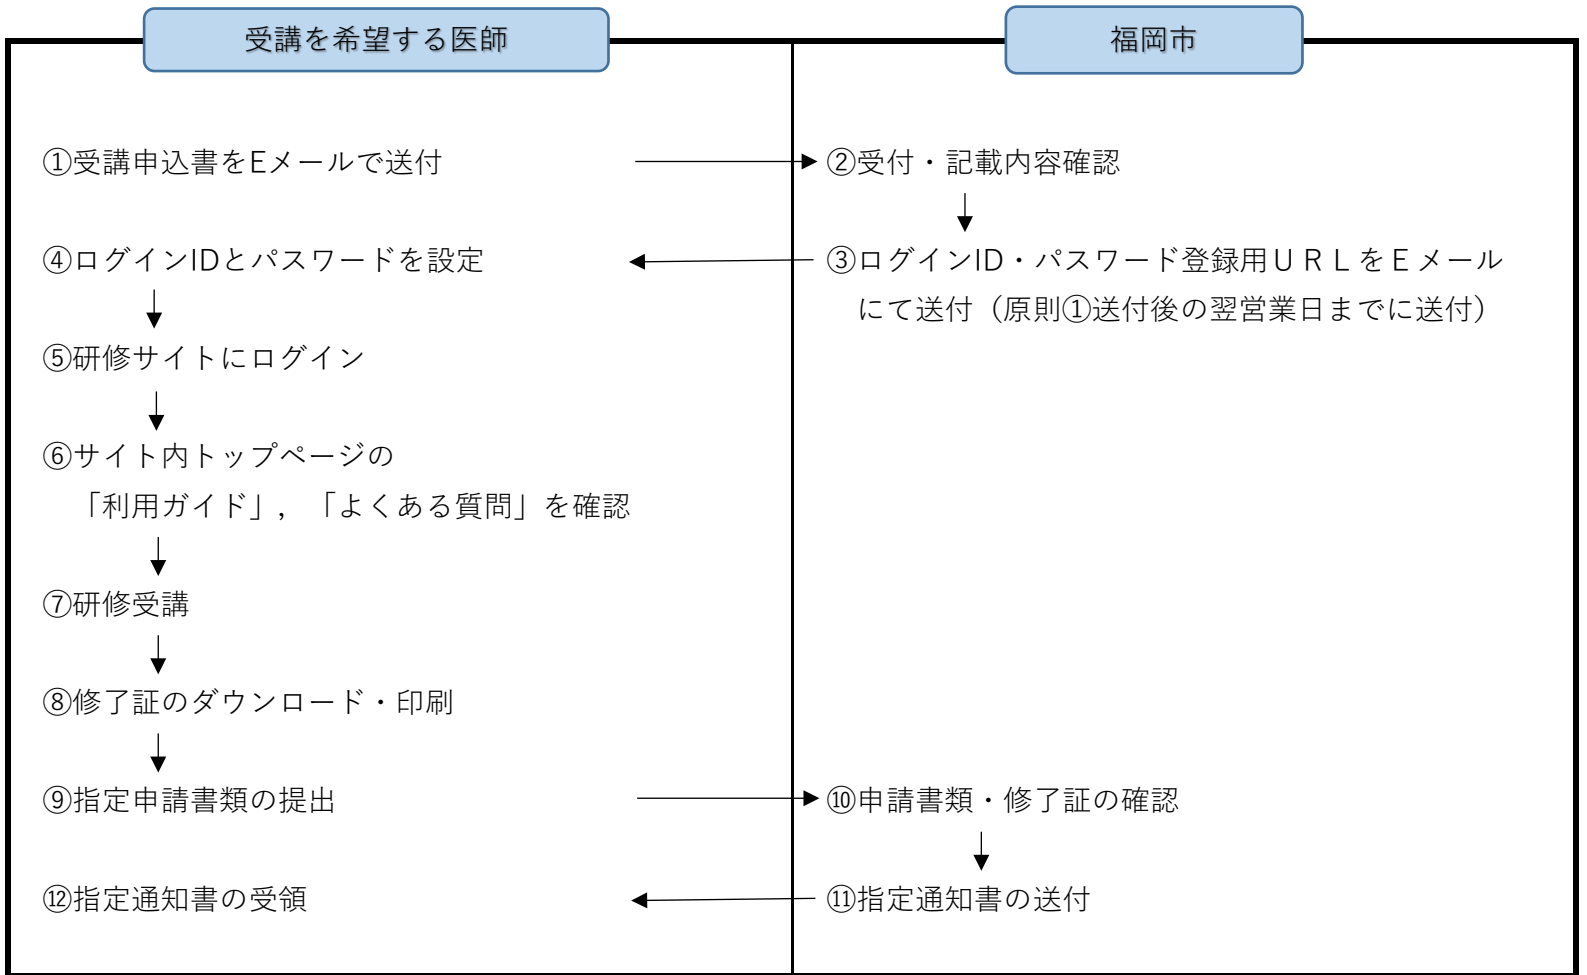 受講を希望する医師
福岡市
①受講申込書をEメールで送付
②受付・記載内容確認
④ログインIDとパスワードを設定
③ログインID・パスワード登録用ＵＲＬをＥメール
にて送付（原則①送付後の翌営業日までに送付）
⑤研修サイトにログイン
⑥サイト内トップページの
「利用ガイド」，「よくある質問」を確認
⑦研修受講
⑧修了証のダウンロード・印刷
⑨指定申請書類の提出
⑩申請書類・修了証の確認
⑫指定通知書の受領
⑪指定通知書の送付